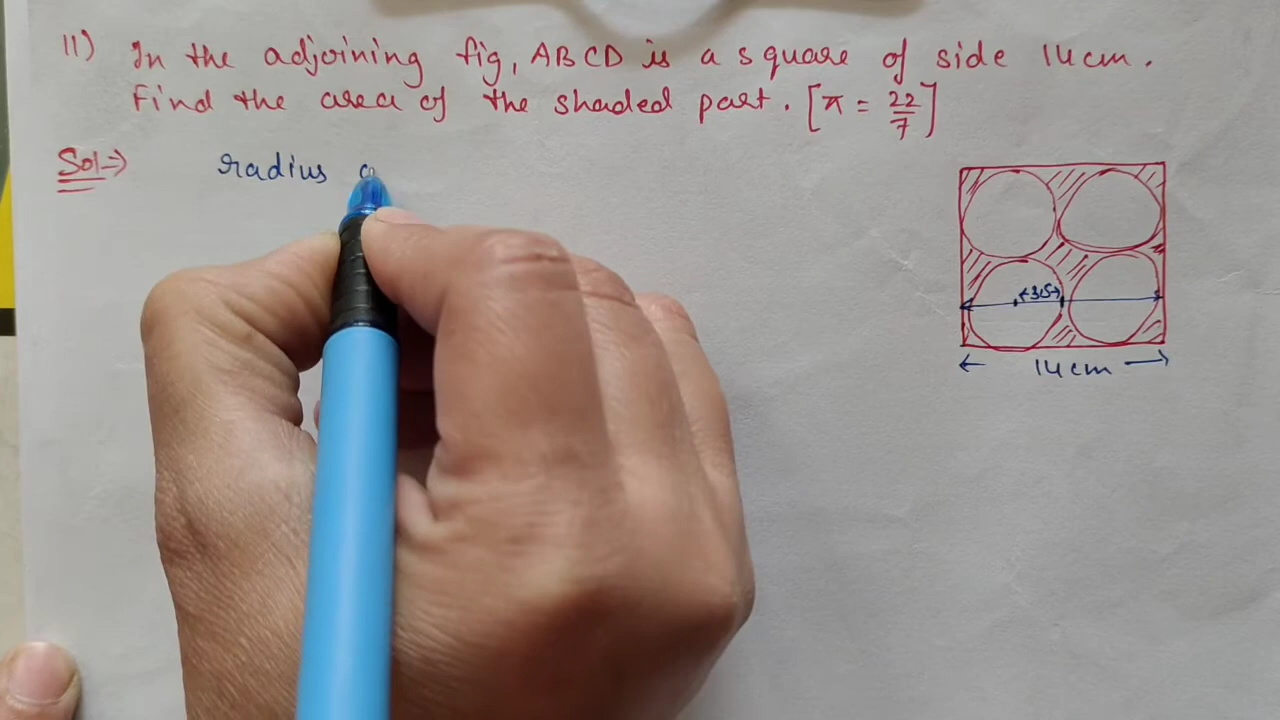 11) In the adjoining fig, ABCD is a square of side 14cm.
Find the area of the shaded part. [π = 22/7]
Sol⇒ radius
←3.5→
← 14cm →